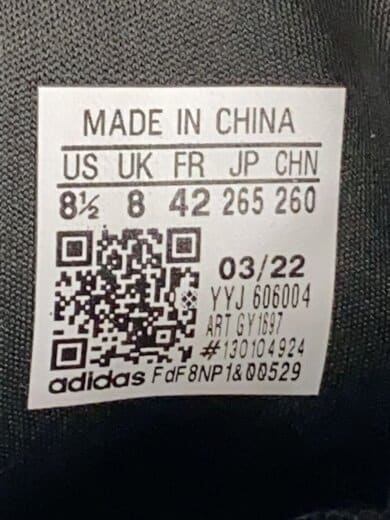 MADE IN CHINA
US UK FR JP CHN
8½ 8 42 265 260
03/22
YYJ 606004
ART GY1697
#130104924
adidas FdF8NP1&00529